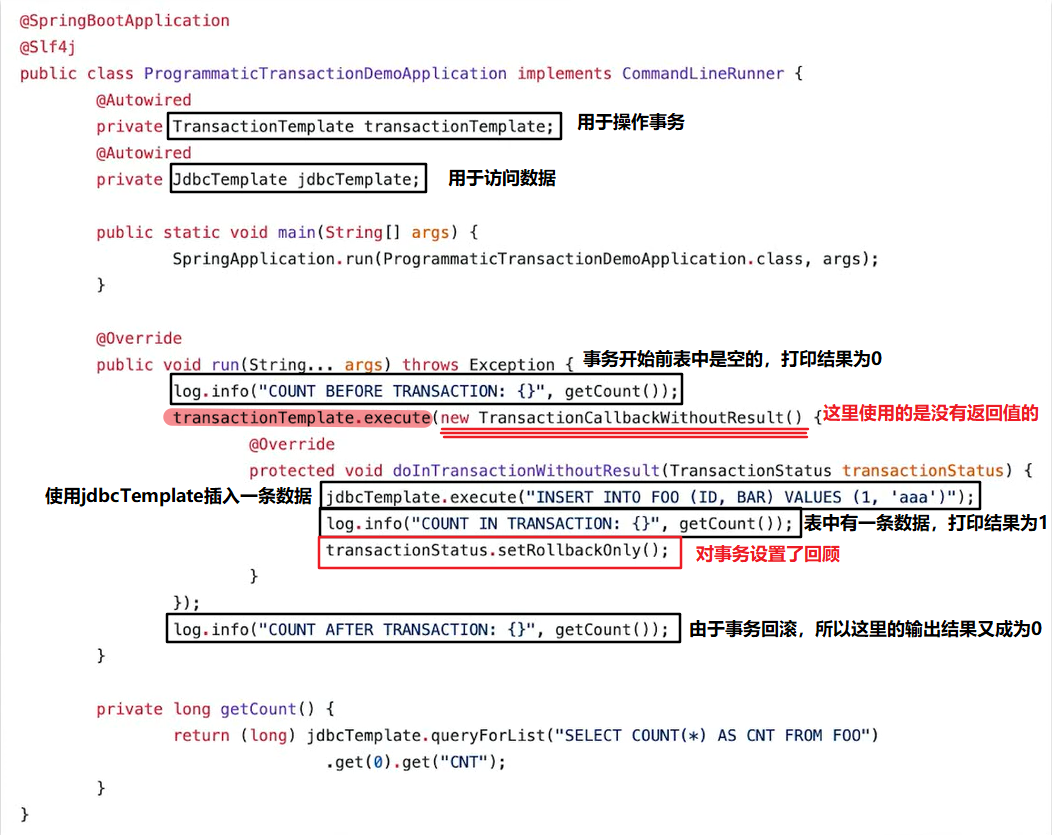 @SpringBootApplication
@Slf4j
public class ProgrammaticTransactionDemoApplication implements CommandLineRunner {
@Autowired
private TransactionTemplate transactionTemplate; 用于操作事务
@Autowired
private JdbcTemplate jdbcTemplate; 用于访问数据
public static void main(String[] args) {
SpringApplication.run(ProgrammaticTransactionDemoApplication.class, args);
}
@Override
public void run(String... args) throws Exception { 事务开始前表中是空的，打印结果为0
log.info("COUNT BEFORE TRANSACTION: {}", getCount());
transactionTemplate.execute(new TransactionCallbackWithoutResult() { 这里使用的是没有返回值的
@Override
protected void doInTransactionWithoutResult(TransactionStatus transactionStatus) {
使用jdbcTemplate插入一条数据 jdbcTemplate.execute("INSERT INTO FOO (ID, BAR) VALUES (1, 'aaa')");
log.info("COUNT IN TRANSACTION: {}", getCount()); 表中有一条数据，打印结果为1
transactionStatus.setRollbackOnly(); 对事务设置了回顾
}
});
log.info("COUNT AFTER TRANSACTION: {}", getCount()); 由于事务回滚，所以这里的输出结果又成为0
}
private long getCount() {
return (long) jdbcTemplate.queryForList("SELECT COUNT(*) AS CNT FROM FOO")
.get(0).get("CNT");
}
}